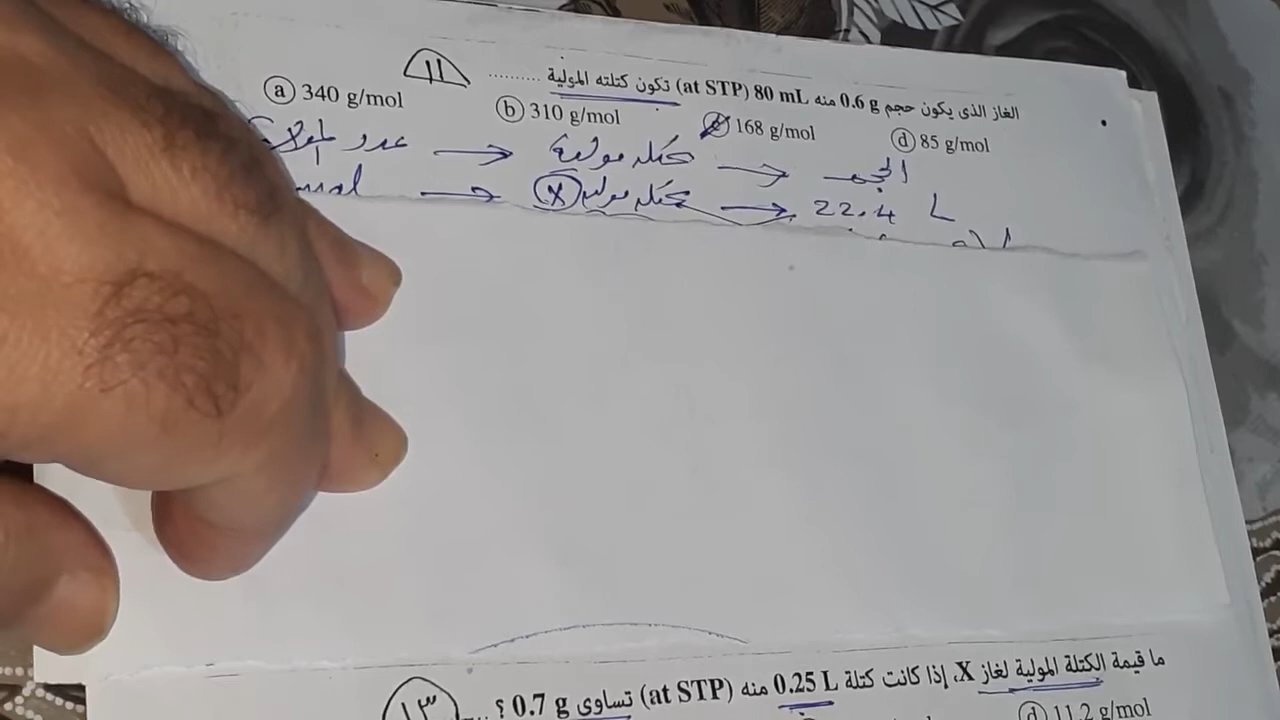 ١١ الغاز الذى يكون حجم 0.6 g منه 80 mL (at STP) تكون كتلته المولية ..........
a 340 g/mol b 310 g/mol c 168 g/mol d 85 g/mol
عدد → كتلة مولية → الحجم
mol → كتلة مولية X → 22.4 L
١٣ ما قيمة الكتلة المولية لغاز X، إذا كانت كتلة 0.25 L منه (at STP) تساوى 0.7 g ؟ ...
d 11.2 g/mol